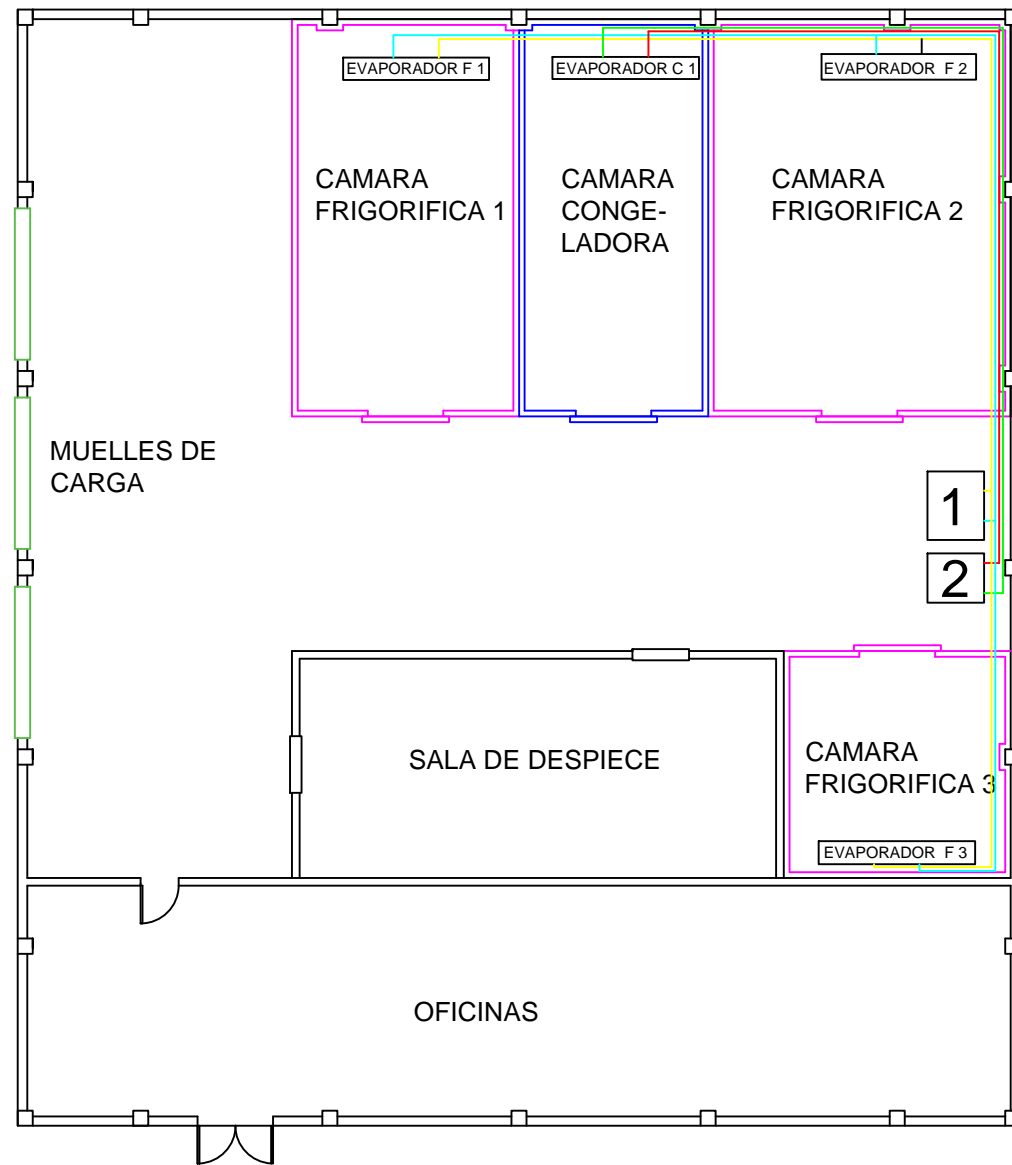 EVAPORADOR F 1
EVAPORADOR C 1
EVAPORADOR F 2
CAMARA
FRIGORIFICA 1
CAMARA
CONGE-
LADORA
CAMARA
FRIGORIFICA 2
MUELLES DE
CARGA
1
2
SALA DE DESPIECE
CAMARA
FRIGORIFICA 3
EVAPORADOR F 3
OFICINAS